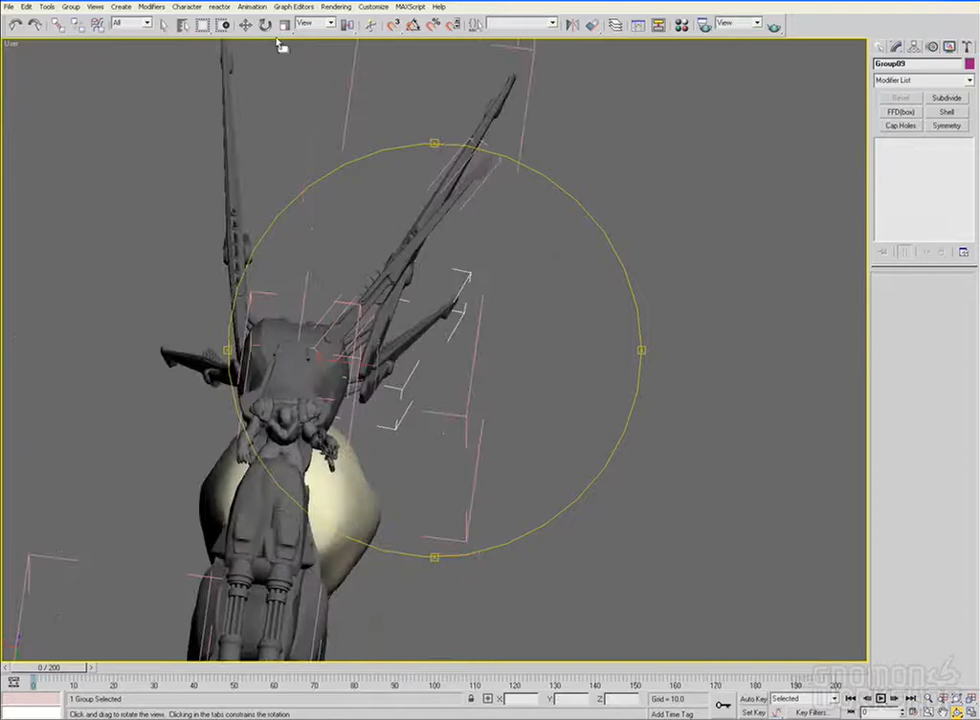 File Edit Tools Group Views Create Modifiers Character reactor Animation Graph Editors Rendering Customize MAXScript Help
All View View
User
Group09
Modifier List
Subdivide
FFD(box) Shell
Cap Holes Symmetry
0 / 200
0 10 20 30 40 50 60 70 80 90 100 110 120 130 140 150 160 170 180 190 200
1 Group Selected X: Y: Z: Grid = 10.0 Auto Key Selected
Click and drag to rotate the view. Clicking in the tabs constrains the rotation Add Time Tag Set Key Key Filters... 0
gnomon